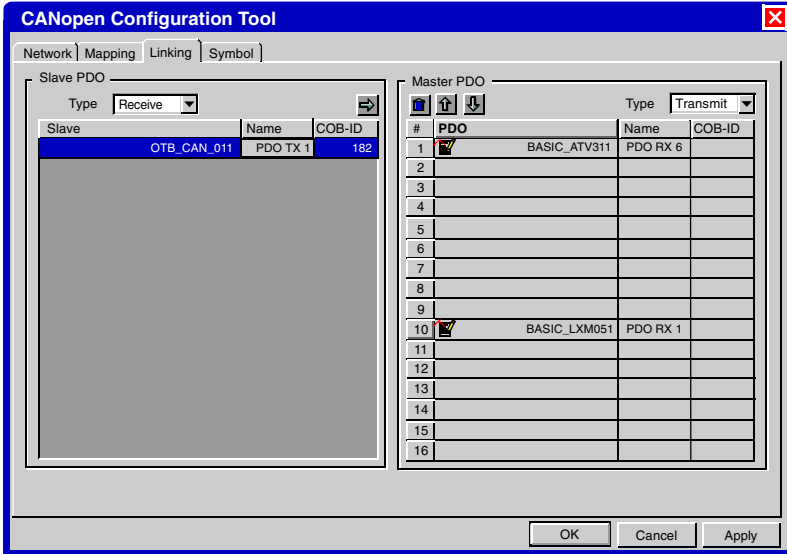 CANopen Configuration Tool
Network Mapping Linking Symbol
Slave PDO
Type Receive
Slave Name COB-ID
OTB_CAN_011 PDO TX 1 182
Master PDO
Type Transmit
# PDO Name COB-ID
1 BASIC_ATV311 PDO RX 6
2
3
4
5
6
7
8
9
10 BASIC_LXM051 PDO RX 1
11
12
13
14
15
16
OK Cancel Apply